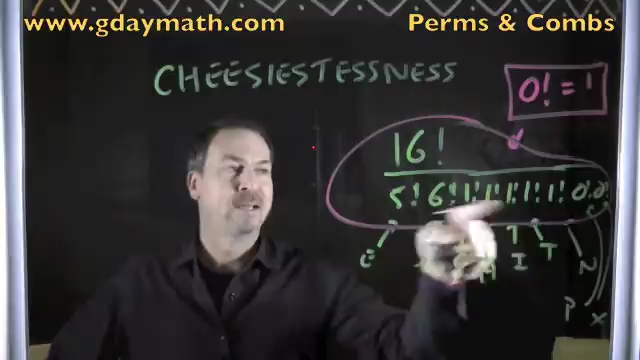 www.gdaymath.com
Perms & Combs
CHEESIESTESSNESS
0! = 1
16!
5! 6! 1! 1! 1! 1! 1! 0! 0!
E
H
I
T
N
P
X